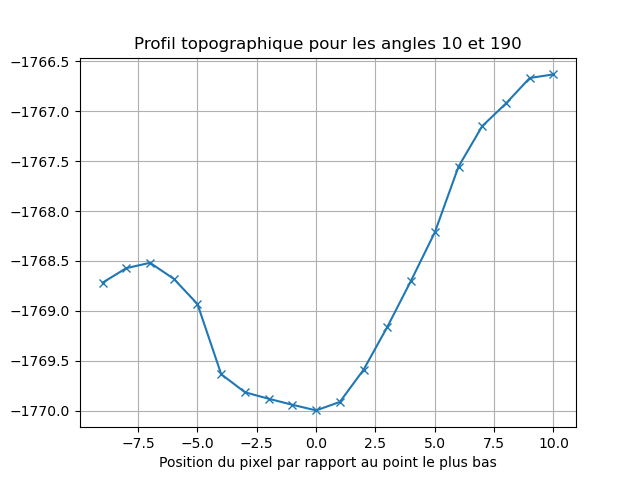 Profil topographique pour les angles 10 et 190
−1766.5
−1767.0
−1767.5
−1768.0
−1768.5
−1769.0
−1769.5
−1770.0
−7.5 −5.0 −2.5 0.0 2.5 5.0 7.5 10.0
Position du pixel par rapport au point le plus bas